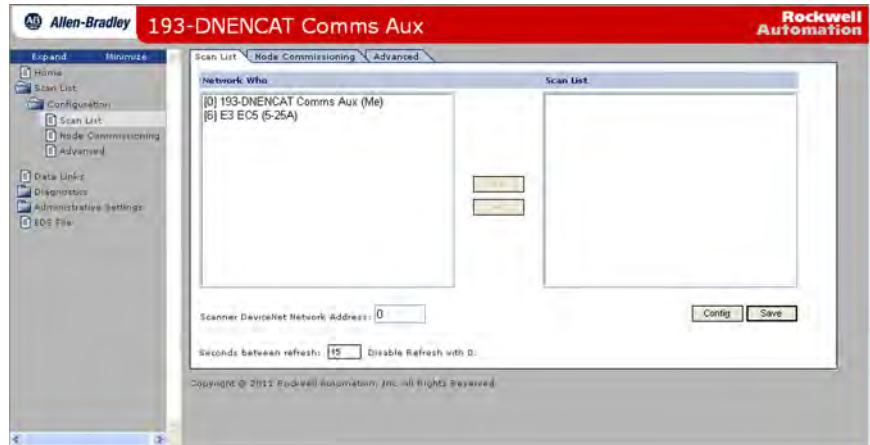 Allen-Bradley
193-DNENCAT Comms Aux
Rockwell
Automation
Expand Minimize
Home
Scan List
Configuration
Scan List
Node Commissioning
Advanced
Data Links
Diagnostics
Administrative Settings
EDS File
Scan List Node Commissioning Advanced
Network Who
Scan List
[0] 193-DNENCAT Comms Aux (Me)
[6] E3 EC5 (5-25A)
Scanner DeviceNet Network Address: 0
Config Save
Seconds between refresh: 15 Disable Refresh with 0.
Copyright © 2011 Rockwell Automation, Inc. All Rights Reserved.